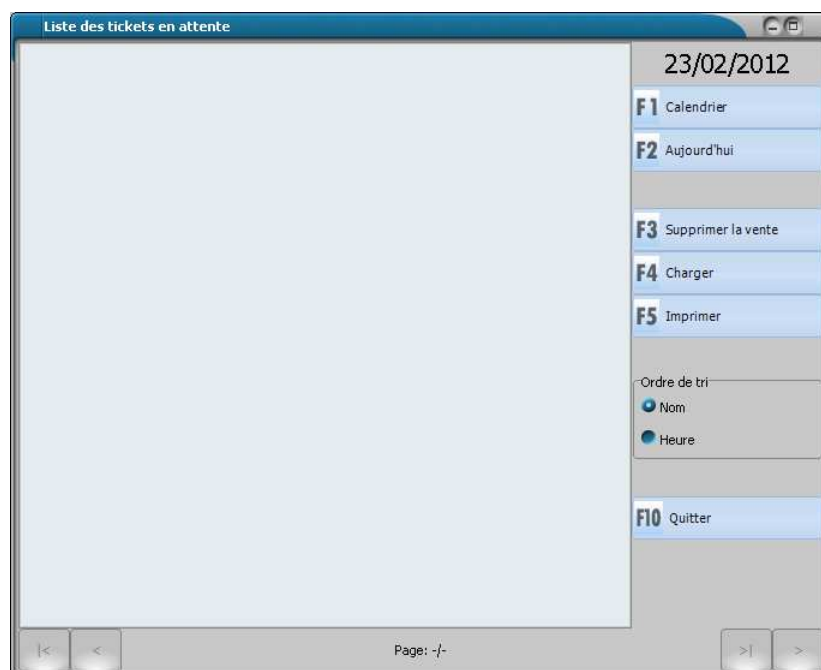 Liste des tickets en attente
23/02/2012
F1 Calendrier
F2 Aujourd'hui
F3 Supprimer la vente
F4 Charger
F5 Imprimer
Ordre de tri
Nom
Heure
F10 Quitter
|< < Page: -/- >| >